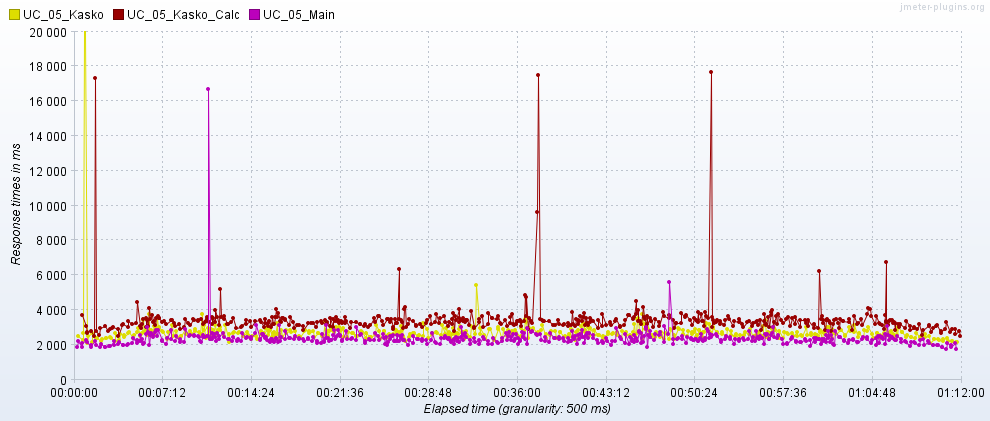 UC_05_Kasko UC_05_Kasko_Calc UC_05_Main
jmeter-plugins.org
20 000
18 000
16 000
14 000
12 000
10 000
8 000
6 000
4 000
2 000
0
Response times in ms
00:00:00 00:07:12 00:14:24 00:21:36 00:28:48 00:36:00 00:43:12 00:50:24 00:57:36 01:04:48 01:12:00
Elapsed time (granularity: 500 ms)